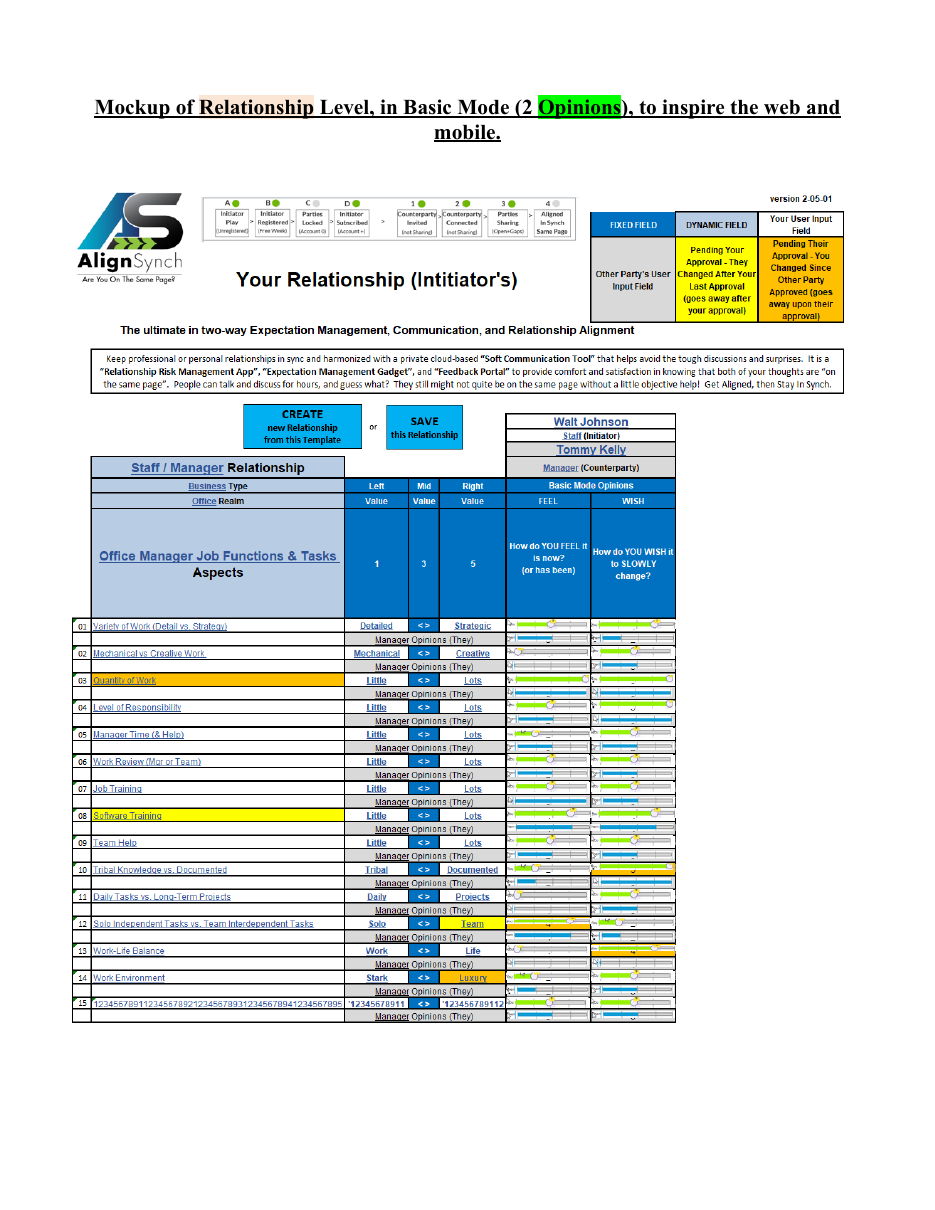 Mockup of Relationship Level, in Basic Mode (2 Opinions), to inspire the web and
mobile.
version 2-05-01
A B C D 1 2 3 4
Initiator Play (Unregistered) > Initiator Registered (Free Week) > Parties Locked (Account 0) > Initiator Subscribed (Account +) > Counterparty Invited (not Sharing) > Counterparty Connected (not Sharing) > Parties Sharing (Open+Gaps) > Aligned In Synch Same Page
FIXED FIELD
DYNAMIC FIELD
Your User Input
Field
Other Party's User
Input Field
Pending Your
Approval - They
Changed After Your
Last Approval
(goes away after
your approval)
Pending Their
Approval - You
Changed Since
Other Party
Approved (goes
away upon their
approval)
AS
AlignSynch
Are You On The Same Page?
Your Relationship (Intitiator's)
The ultimate in two-way Expectation Management, Communication, and Relationship Alignment
Keep professional or personal relationships in sync and harmonized with a private cloud-based “Soft Communication Tool” that helps avoid the tough discussions and surprises. It is a
“Relationship Risk Management App”, “Expectation Management Gadget”, and “Feedback Portal” to provide comfort and satisfaction in knowing that both of your thoughts are “on
the same page”. People can talk and discuss for hours, and guess what? They still might not quite be on the same page without a little objective help! Get Aligned, then Stay In Synch.
CREATE
new Relationship
from this Template
or
SAVE
this Relationship
Walt Johnson
Staff (Initiator)
Tommy Kelly
Manager (Counterparty)
Staff / Manager Relationship
Business Type Left Mid Right Basic Mode Opinions
Office Realm Value Value Value FEEL WISH
Office Manager Job Functions & Tasks
Aspects
1 3 5
How do YOU FEEL it
is now?
(or has been)
How do YOU WISH it
to SLOWLY
change?
01 Variety of Work (Detail vs. Strategy) Detailed <> Strategic
Manager Opinions (They)
02 Mechanical vs Creative Work Mechanical <> Creative
Manager Opinions (They)
03 Quantity of Work Little <> Lots
Manager Opinions (They)
04 Level of Responsibility Little <> Lots
Manager Opinions (They)
05 Manager Time (& Help) Little <> Lots
Manager Opinions (They)
06 Work Review (Mgr or Team) Little <> Lots
Manager Opinions (They)
07 Job Training Little <> Lots
Manager Opinions (They)
08 Software Training Little <> Lots
Manager Opinions (They)
09 Team Help Little <> Lots
Manager Opinions (They)
10 Tribal Knowledge vs. Documented Tribal <> Documented
Manager Opinions (They)
11 Daily Tasks vs. Long-Term Projects Daily <> Projects
Manager Opinions (They)
12 Solo Independent Tasks vs. Team Interdependent Tasks Solo <> Team
Manager Opinions (They)
13 Work-Life Balance Work <> Life
Manager Opinions (They)
14 Work Environment Stark <> Luxury
Manager Opinions (They)
15 12345678911234567892123456789312345678941234567895 '12345678911 <> '123456789112
Manager Opinions (They)